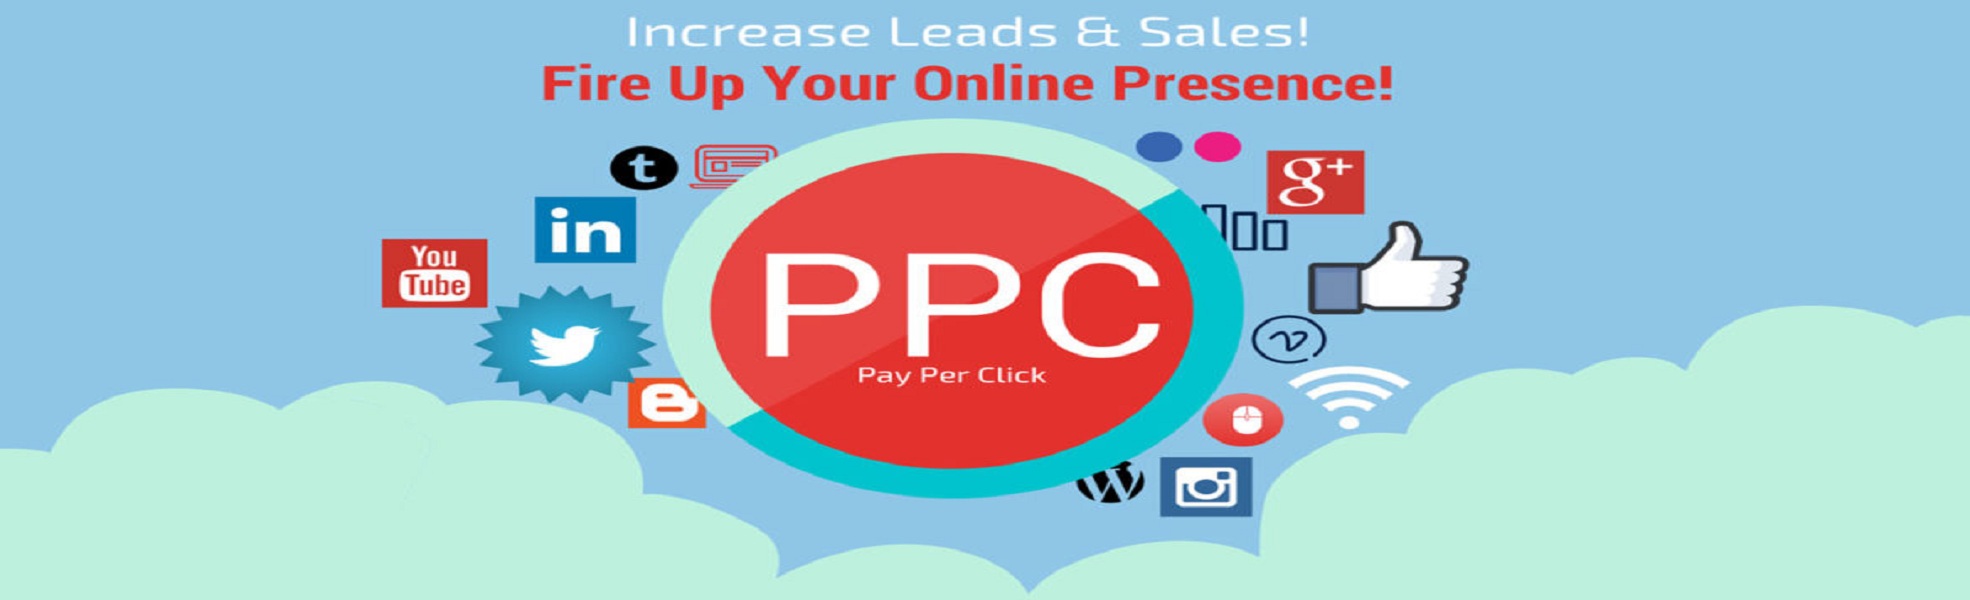 Increase Leads & Sales!
Fire Up Your Online Presence!
t
g+
in
You
Tube
PPC
Pay Per Click